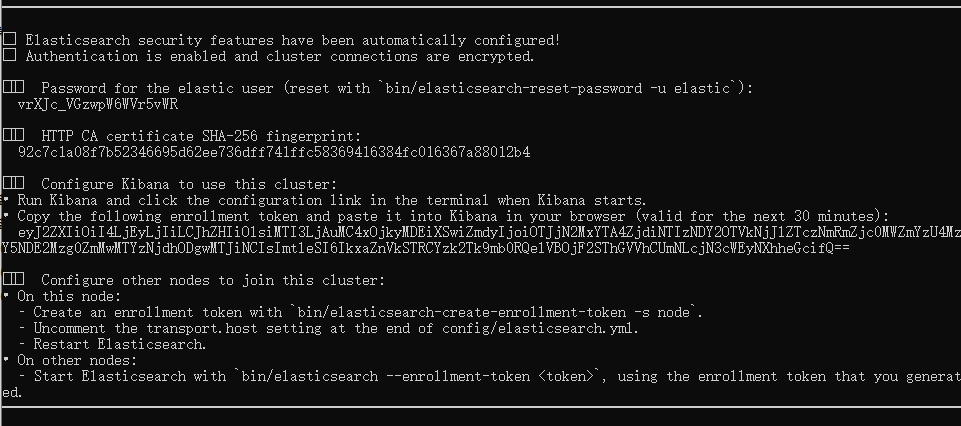 Elasticsearch security features have been automatically configured!
Authentication is enabled and cluster connections are encrypted.
Password for the elastic user (reset with `bin/elasticsearch-reset-password -u elastic`):
vrXJc_VGzwpW6WVr5vWR
HTTP CA certificate SHA-256 fingerprint:
92c7c1a08f7b52346695d62ee736dff741ffc58369416384fc016367a88012b4
Configure Kibana to use this cluster:
• Run Kibana and click the configuration link in the terminal when Kibana starts.
• Copy the following enrollment token and paste it into Kibana in your browser (valid for the next 30 minutes):
eyJ2ZXIiOiI4LjEyLjIiLCJhZHIiOlsiMTI3LjAuMC4xOjkyMDEiXSwiZmdyIjoiOTJjN2MxYTA4ZjdiNTIzNDY2OTVkNjJlZTczNmRmZjc0MWZmYzU4Mz
Y5NDE2Mzg0ZmMwMTYzNjdhODgwMTJiNCIsImtleSI6IkxaZnVkSTRCYzk2Tk9mb0RQelVBOjF2SThGVVhCUmNLcjN3cWEyNXhheGcifQ==
Configure other nodes to join this cluster:
• On this node:
- Create an enrollment token with `bin/elasticsearch-create-enrollment-token -s node`.
- Uncomment the transport.host setting at the end of config/elasticsearch.yml.
- Restart Elasticsearch.
• On other nodes:
- Start Elasticsearch with `bin/elasticsearch --enrollment-token <token>`, using the enrollment token that you generat
ed.